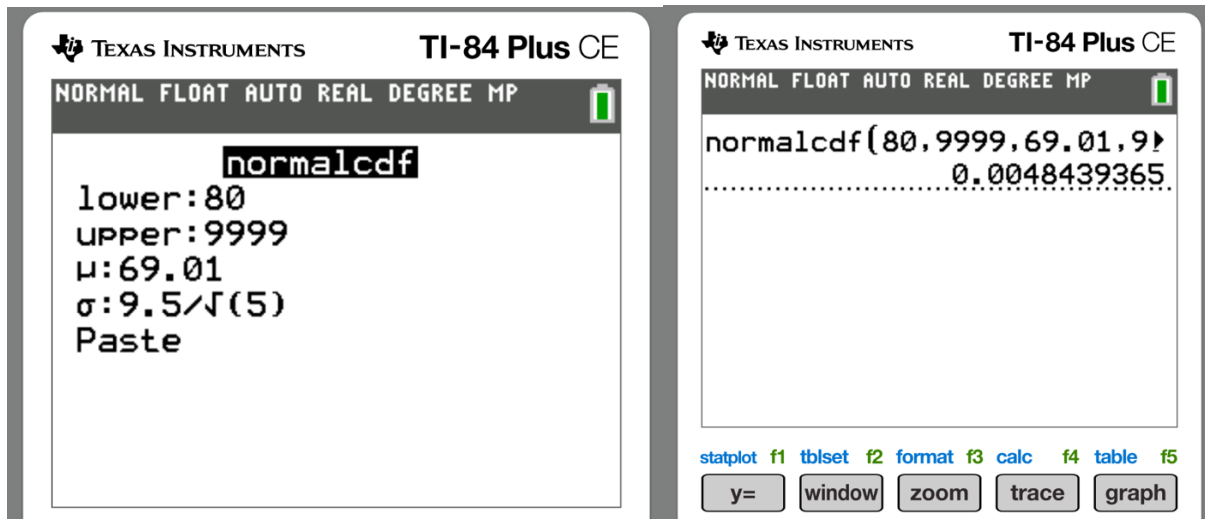 TEXAS INSTRUMENTS TI-84 Plus CE
NORMAL FLOAT AUTO REAL DEGREE MP
normalcdf
lower:80
upper:9999
μ:69.01
σ:9.5/√(5)
Paste
TEXAS INSTRUMENTS TI-84 Plus CE
NORMAL FLOAT AUTO REAL DEGREE MP
normalcdf(80,9999,69.01,9
0.0048439365
statplot f1 tblset f2 format f3 calc f4 table f5
y= window zoom trace graph